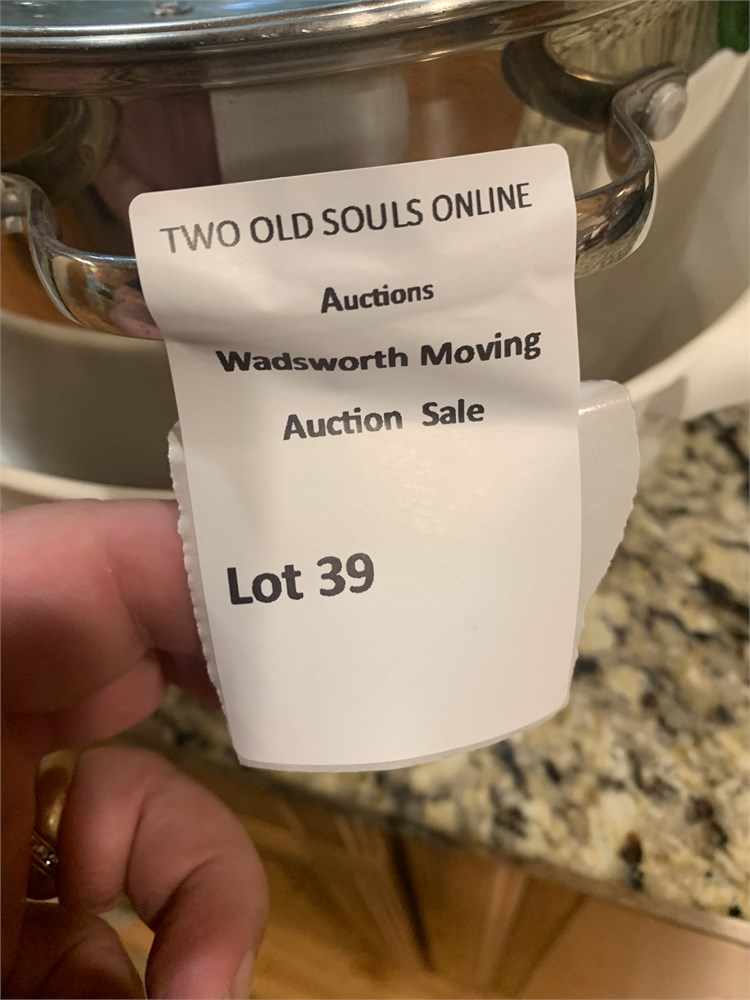 TWO OLD SOULS ONLINE
Auctions
Wadsworth Moving
Auction Sale
Lot 39